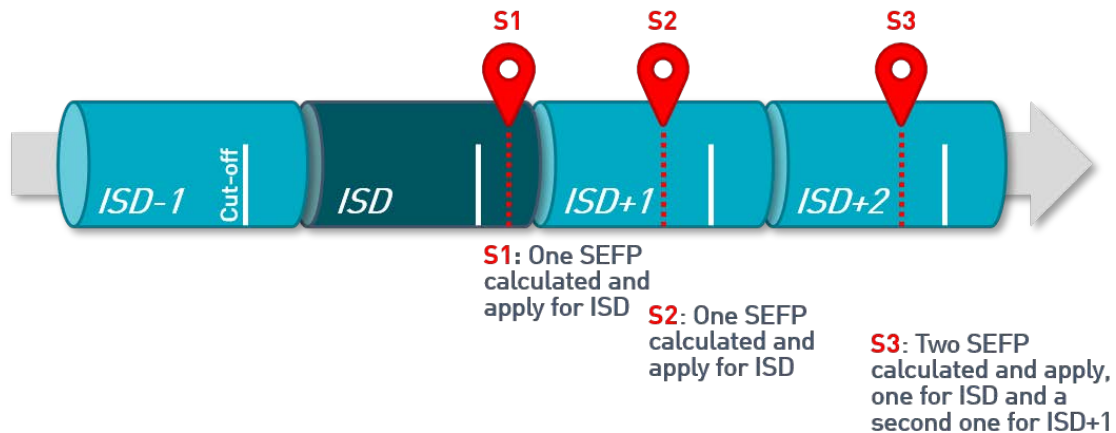 S1
S2
S3
ISD-1
Cut-off
ISD
ISD+1
ISD+2
S1: One SEFP
calculated and
apply for ISD
S2: One SEFP
calculated and
apply for ISD
S3: Two SEFP
calculated and apply,
one for ISD and a
second one for ISD+1